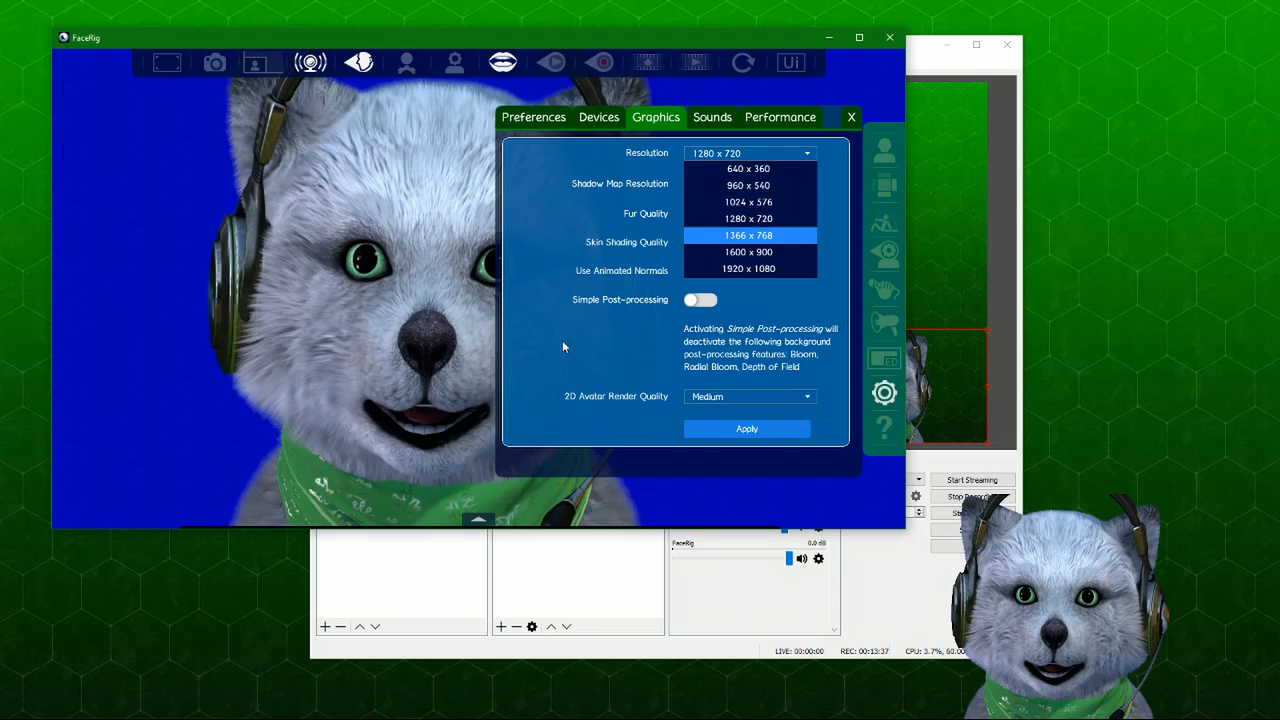 FaceRig
Ui
Preferences Devices Graphics Sounds Performance X
Resolution 1280 x 720
640 x 360
960 x 540
1024 x 576
1280 x 720
1366 x 768
1600 x 900
1920 x 1080
Shadow Map Resolution
Fur Quality
Skin Shading Quality
Use Animated Normals
Simple Post-processing
Activating Simple Post-processing will
deactivate the following background
post-processing features: Bloom,
Radial Bloom, Depth of Field
2D Avatar Render Quality Medium
Apply
ED
?
Start Streaming
FaceRig 0.0 dB
LIVE: 00:00:00 REC: 00:13:37 CPU: 3.7%,